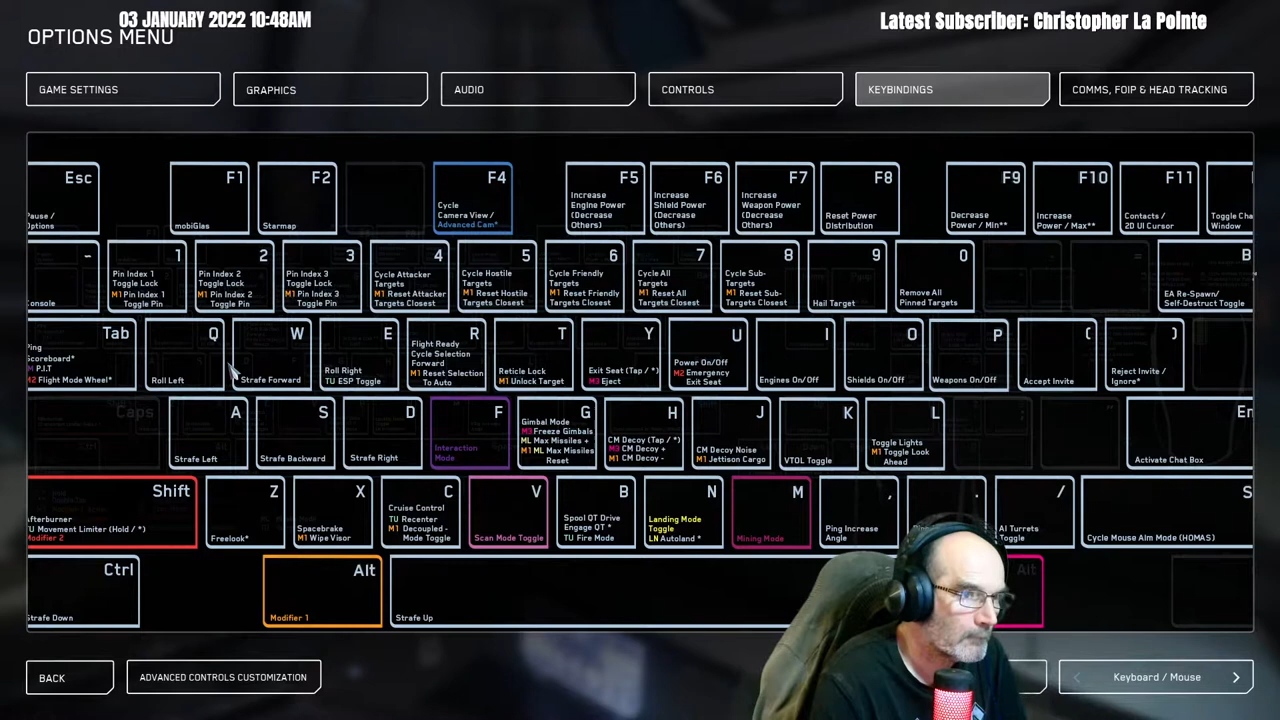 03 JANUARY 2022 10:48AM
Latest Subscriber: Christopher La Pointe
OPTIONS MENU
GAME SETTINGS
GRAPHICS
AUDIO
CONTROLS
KEYBINDINGS
COMMS, FOIP & HEAD TRACKING
Esc
Pause /
Options
F1
mobiGlas
F2
Starmap
F4
Cycle
Camera View /
Advanced Cam*
F5
Increase
Engine Power
(Decrease
Others)
F6
Increase
Shield Power
(Decrease
Others)
F7
Increase
Weapon Power
(Decrease
Others)
F8
Reset Power
Distribution
F9
Decrease
Power / Min**
F10
Increase
Power / Max**
F11
Contacts /
2D UI Cursor
Toggle Cha
Window
~
Console
1
Pin Index 1
Toggle Lock
M1 Pin Index 1
Toggle Pin
2
Pin Index 2
Toggle Lock
M1 Pin Index 2
Toggle Pin
3
Pin Index 3
Toggle Lock
M1 Pin Index 3
Toggle Pin
4
Cycle Attacker
Targets
M1 Reset Attacker
Targets Closest
5
Cycle Hostile
Targets
M1 Reset Hostile
Targets Closest
6
Cycle Friendly
Targets
M1 Reset Friendly
Targets Closest
7
Cycle All
Targets
M1 Reset All
Targets Closest
8
Cycle Sub-
Targets
M1 Reset Sub-
Targets Closest
9
Hail Target
0
Remove All
Pinned Targets
B
EA Re-Spawn/
Self-Destruct Toggle
Tab
Ping
Scoreboard*
M P.I.T
M2 Flight Mode Wheel*
Q
Roll Left
W
Strafe Forward
E
Roll Right
TU ESP Toggle
R
Flight Ready
Cycle Selection
Forward
M1 Reset Selection
To Auto
T
Reticle Lock
M1 Unlock Target
Y
Exit Seat (Tap / *)
M3 Eject
U
Power On/Off
M2 Emergency
Exit Seat
I
Engines On/Off
O
Shields On/Off
P
Weapons On/Off
(
Accept Invite
)
Reject Invite /
Ignore*
Caps
A
Strafe Left
S
Strafe Backward
D
Strafe Right
F
Interaction
Mode
G
Gimbal Mode
M3 Freeze Gimbals
ML Max Missiles +
M1 ML Max Missiles
Reset
H
CM Decoy (Tap / *)
M3 CM Decoy +
M1 CM Decoy -
J
CM Decoy Noise
M1 Jettison Cargo
K
VTOL Toggle
L
Toggle Lights
M1 Toggle Look
Ahead
En
Activate Chat Box
Shift
Afterburner
TU Movement Limiter (Hold / *)
Modifier 2
Z
Freelook*
X
Spacebrake
M1 Wipe Visor
C
Cruise Control
TU Recenter
M1 Decoupled -
Mode Toggle
V
Scan Mode Toggle
B
Spool QT Drive
Engage QT *
TU Fire Mode
N
Landing Mode
Toggle
LN Autoland *
M
Mining Mode
,
Ping Increase
Angle
.
/
AI Turrets
Toggle
S
Cycle Mouse Aim Mode (HOMAS)
Ctrl
Strafe Down
Alt
Modifier 1
Strafe Up
Alt
BACK
ADVANCED CONTROLS CUSTOMIZATION
< Keyboard / Mouse >